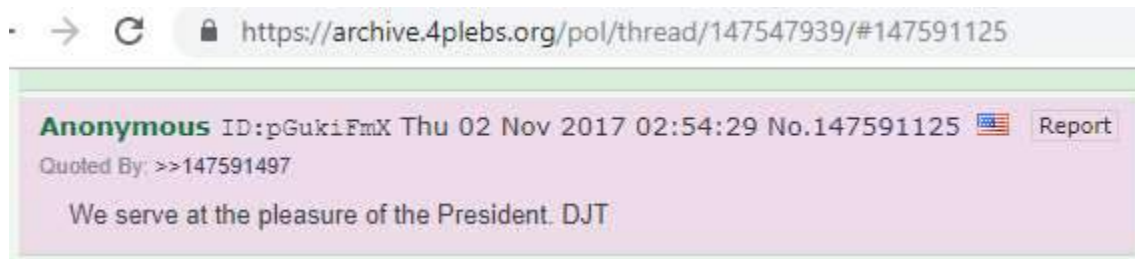 https://archive.4plebs.org/pol/thread/147547939/#147591125
Anonymous ID:pGukiFmX Thu 02 Nov 2017 02:54:29 No.147591125 Report
Quoted By: >>147591497
We serve at the pleasure of the President. DJT